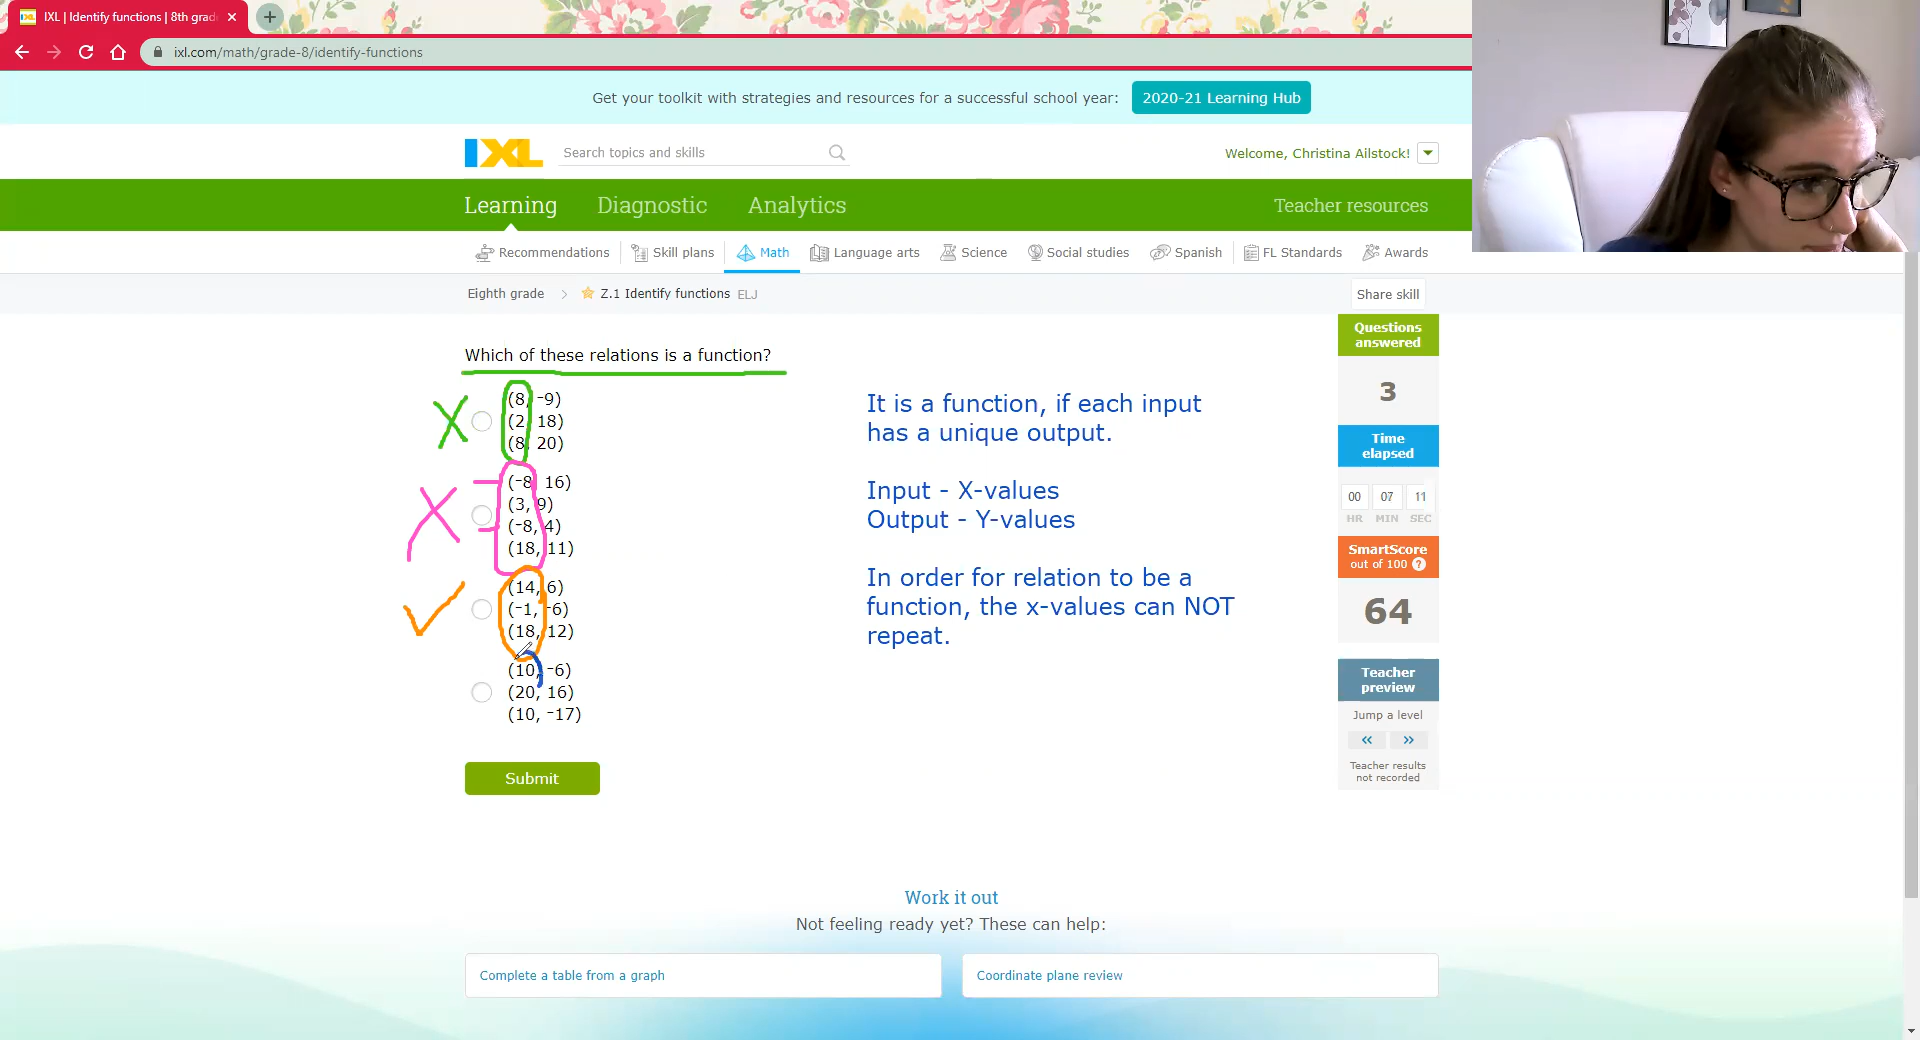 IXL | Identify functions | 8th grad
ixl.com/math/grade-8/identify-functions
Get your toolkit with strategies and resources for a successful school year: 2020-21 Learning Hub
IXL Search topics and skills Welcome, Christina Ailstock!
Learning Diagnostic Analytics Teacher resources
Recommendations Skill plans Math Language arts Science Social studies Spanish FL Standards Awards
Eighth grade > Z.1 Identify functions ELJ Share skill
Which of these relations is a function?
(8, -9)
(2, 18)
(8, 20)
X
(-8, 16)
(3, 9)
(-8, 4)
(18, 11)
X
(14, 6)
(-1, -6)
(18, 12)
(10, -6)
(20, 16)
(10, -17)
Submit
It is a function, if each input
has a unique output.
Input - X-values
Output - Y-values
In order for relation to be a
function, the x-values can NOT
repeat.
Questions
answered
3
Time
elapsed
00 07 11
HR MIN SEC
SmartScore
out of 100 ?
64
Teacher
preview
Jump a level
Teacher results
not recorded
Work it out
Not feeling ready yet? These can help:
Complete a table from a graph
Coordinate plane review